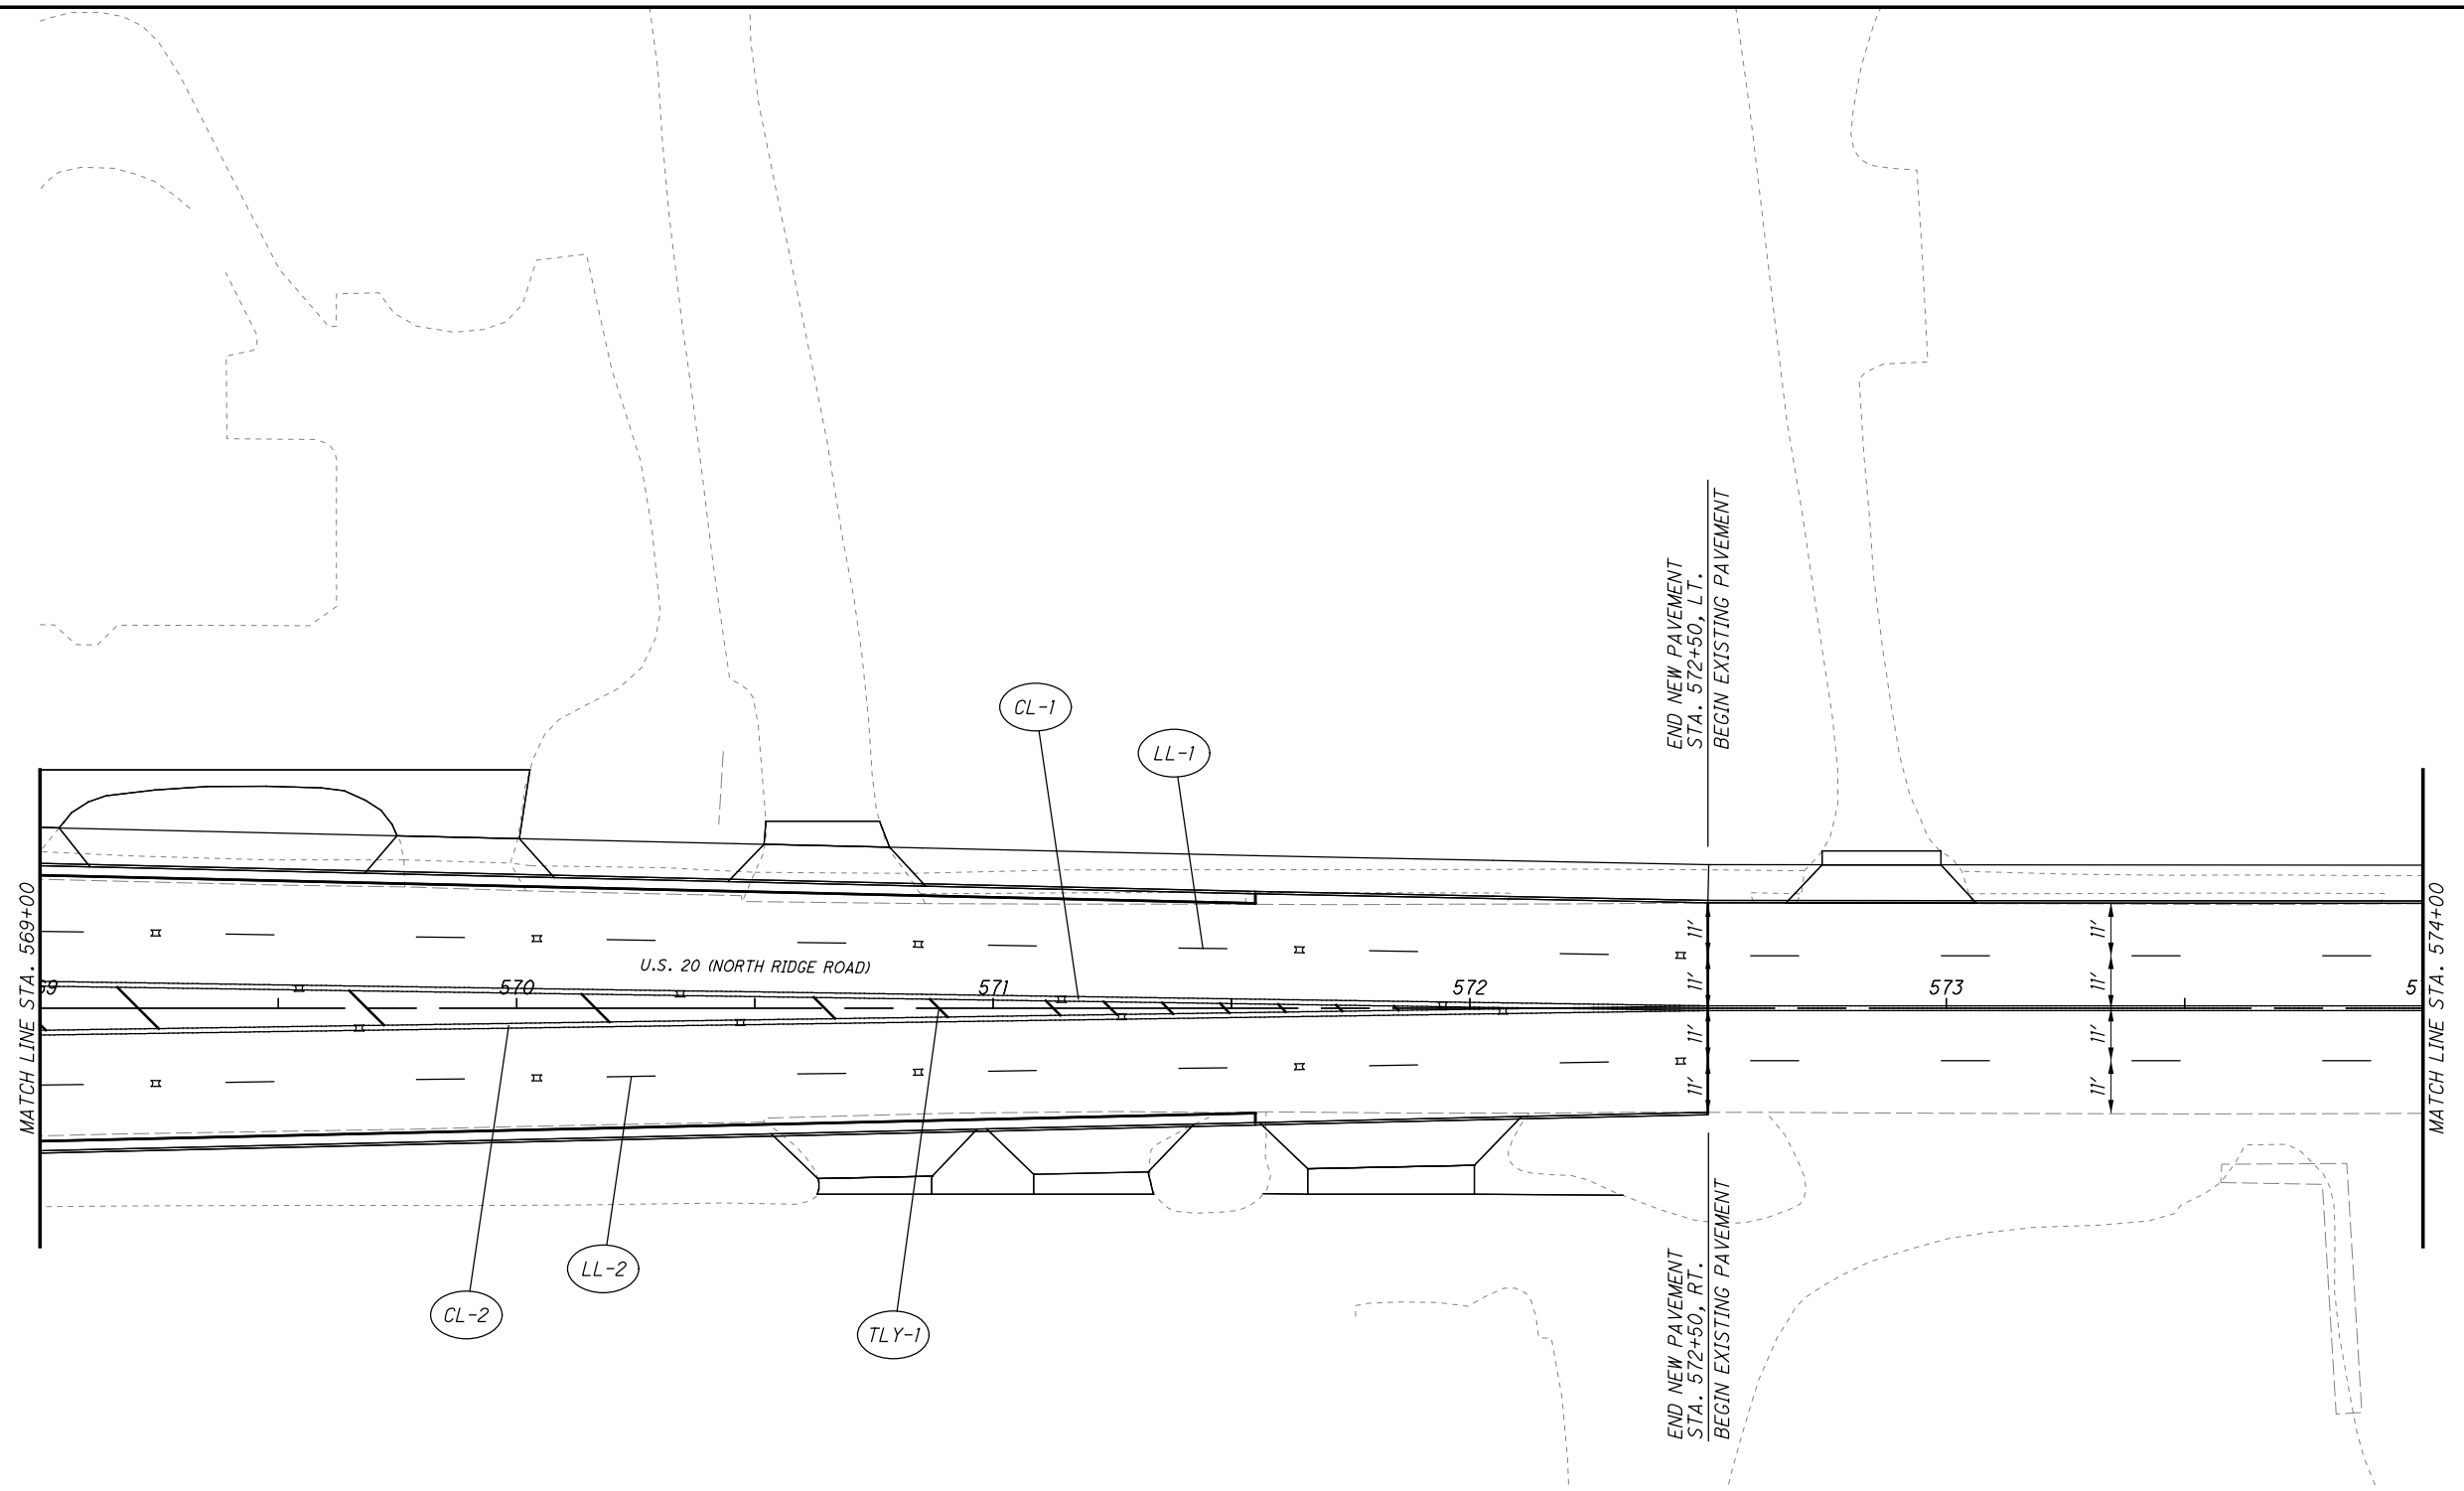 END NEW PAVEMENT
STA. 572+50, LT.
BEGIN EXISTING PAVEMENT
CL-1
LL-1
MATCH LINE STA. 569+00
MATCH LINE STA. 574+00
11'
11'
U.S. 20 (NORTH RIDGE ROAD)
11'
11'
69
570
571
572
573
5
11'
11'
11'
11'
LL-2
CL-2
TLY-1
END NEW PAVEMENT
STA. 572+50, RT.
BEGIN EXISTING PAVEMENT